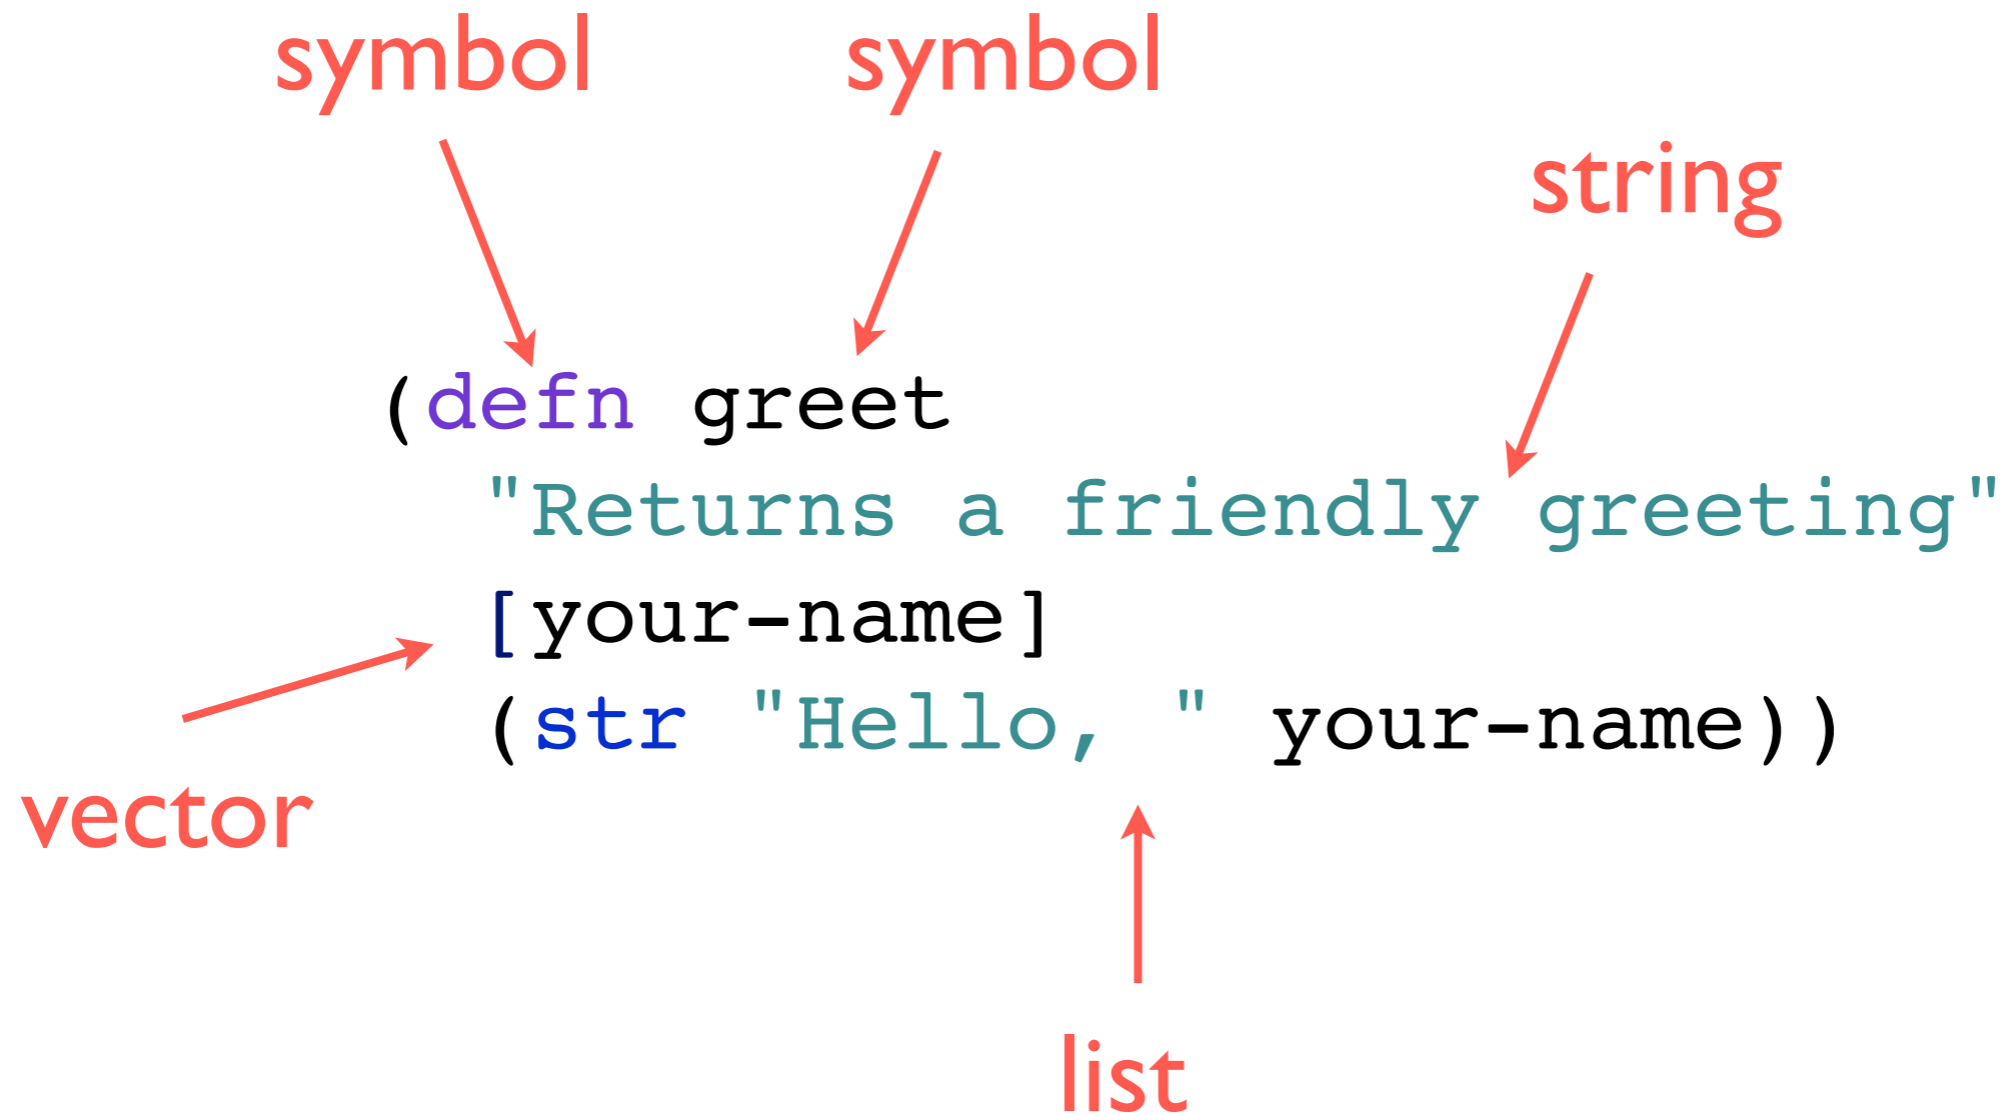 symbol symbol
string
(defn greet
"Returns a friendly greeting"
[your-name]
(str "Hello, " your-name))
vector
list